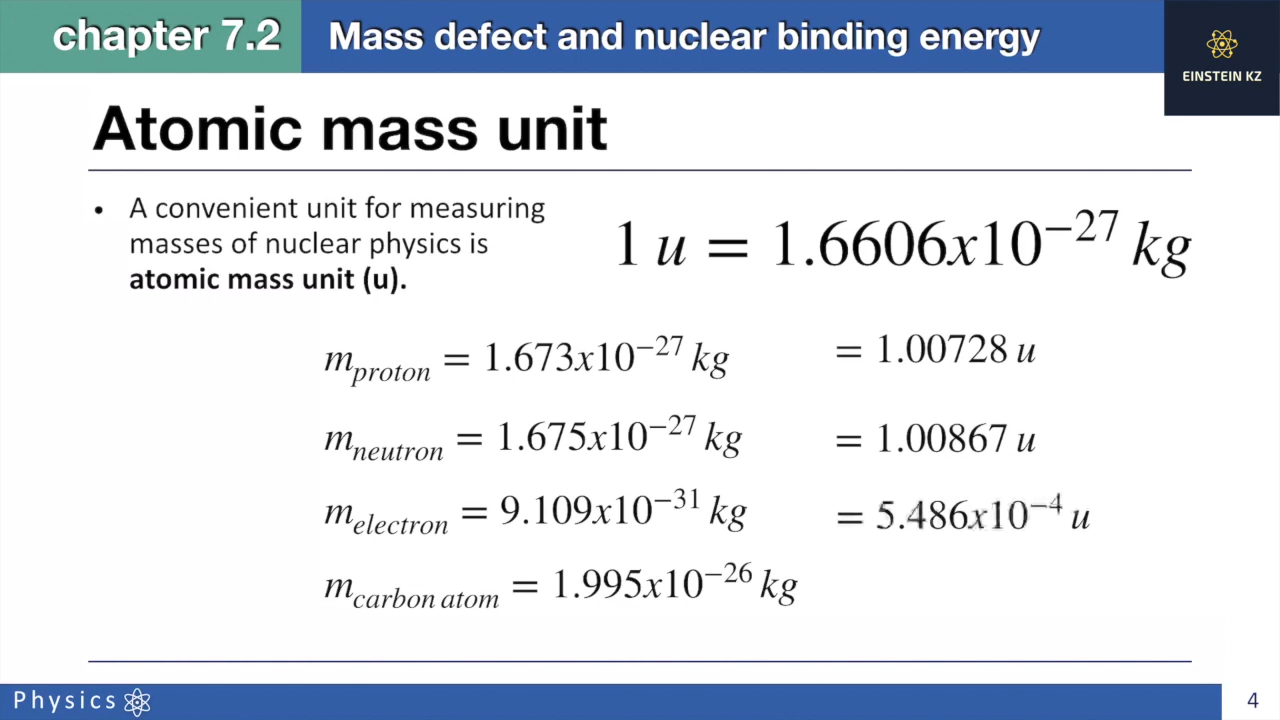 chapter 7.2
Mass defect and nuclear binding energy
EINSTEIN KZ
Atomic mass unit
• A convenient unit for measuring
masses of nuclear physics is
atomic mass unit (u).
1 u = 1.6606x10⁻²⁷ kg
m_proton = 1.673x10⁻²⁷ kg = 1.00728 u
m_neutron = 1.675x10⁻²⁷ kg = 1.00867 u
m_electron = 9.109x10⁻³¹ kg = 5.486x10⁻⁴ u
m_carbon atom = 1.995x10⁻²⁶ kg
Physics
4